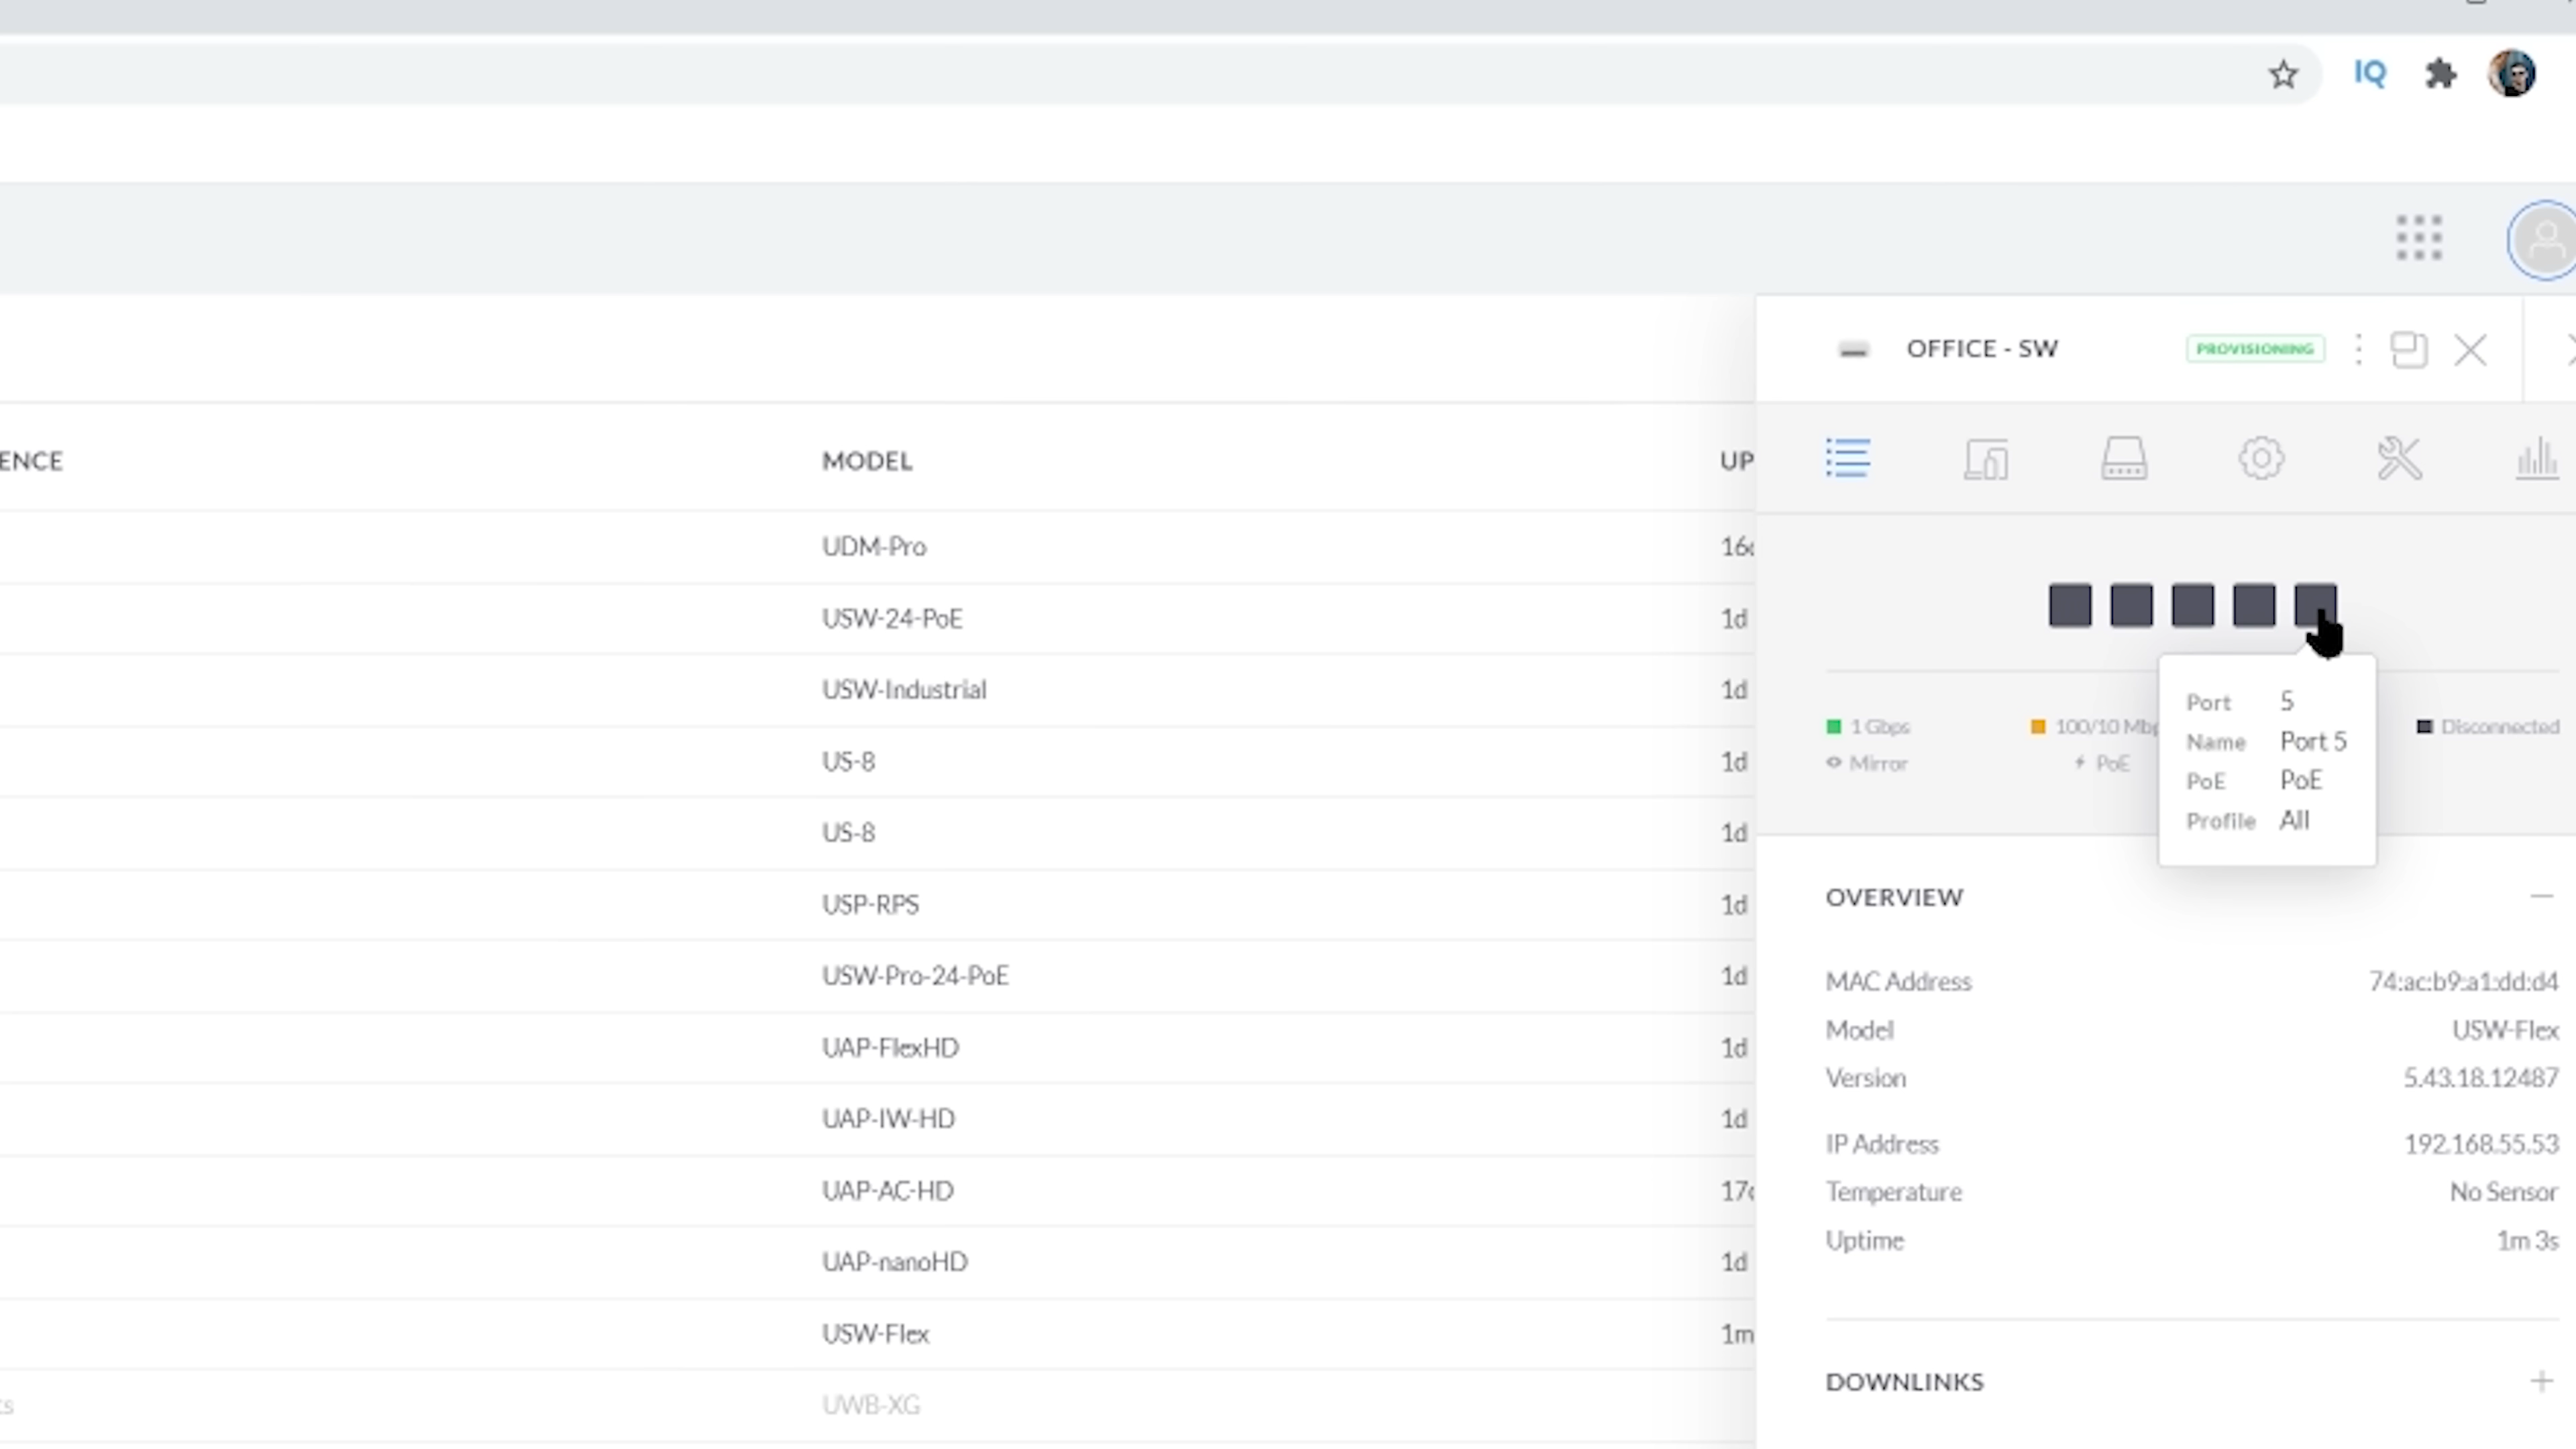 IQ
OFFICE - SW
PROVISIONING
ENCE
MODEL
UP
UDM-Pro
USW-24-PoE
1d
USW-Industrial
1d
US-8
1d
US-8
1d
USP-RPS
1d
USW-Pro-24-PoE
1d
UAP-FlexHD
1d
UAP-IW-HD
1d
UAP-AC-HD
UAP-nanoHD
1d
USW-Flex
1m
UWB-XG
1 Gbps
100/10 Mbp
Disconnected
Mirror
PoE
Port 5
Name Port 5
PoE PoE
Profile All
OVERVIEW
MAC Address 74:ac:b9:a1:dd:d4
Model USW-Flex
Version 5.43.18.12487
IP Address 192.168.55.53
Temperature No Sensor
Uptime 1m 3s
DOWNLINKS